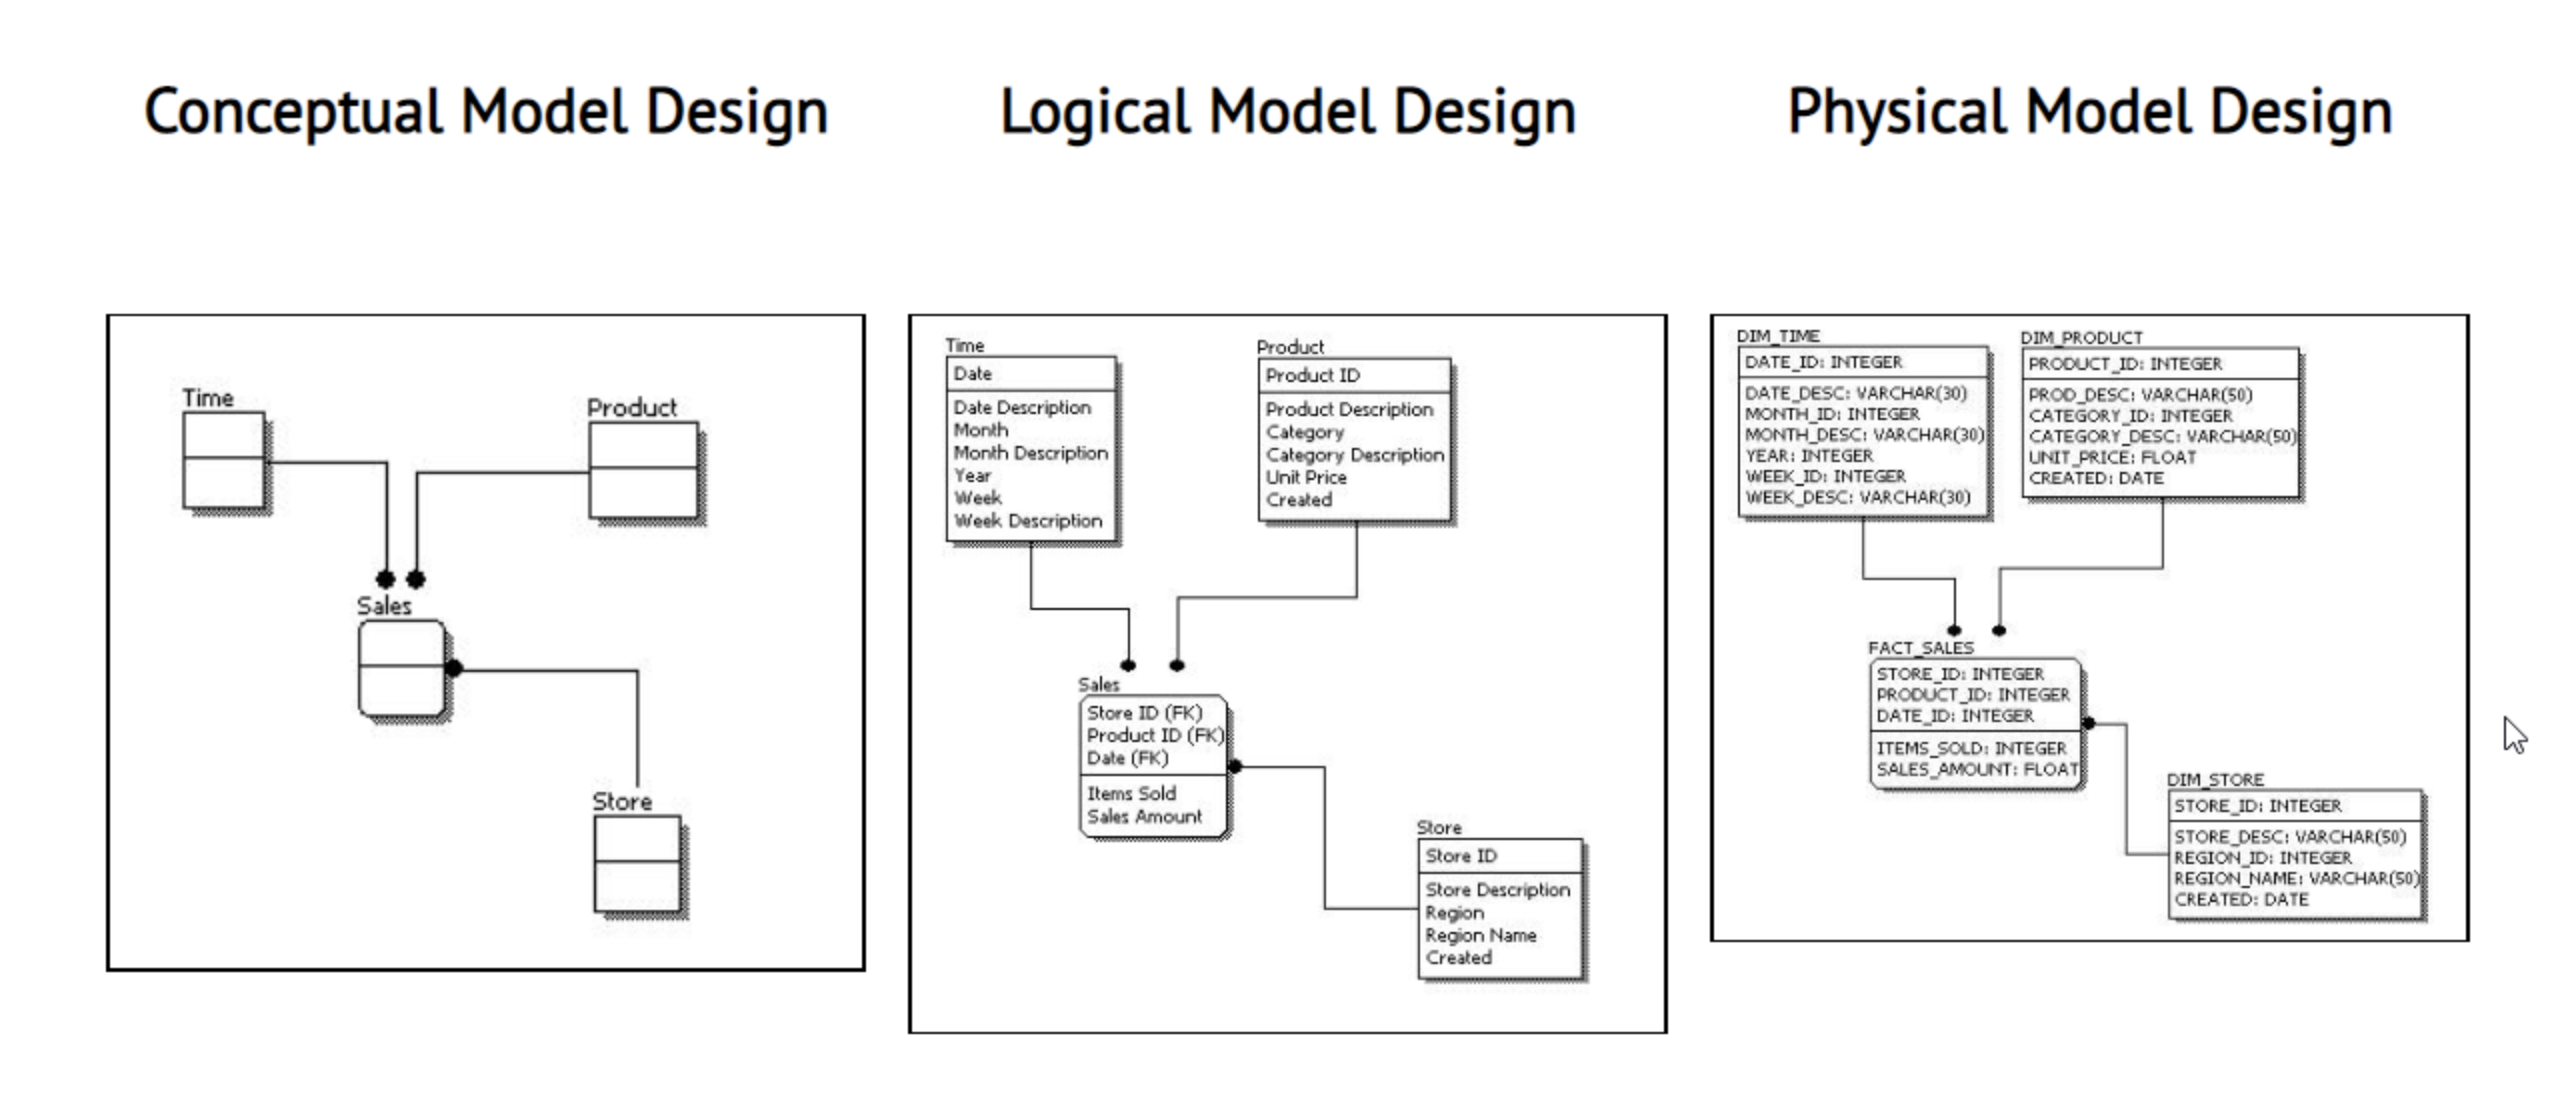 Conceptual Model Design
Logical Model Design
Physical Model Design
Time
Product
Sales
Store
Time
Date
Date Description
Month
Month Description
Year
Week
Week Description
Product
Product ID
Product Description
Category
Category Description
Unit Price
Created
Sales
Store ID (FK)
Product ID (FK)
Date (FK)
Items Sold
Sales Amount
Store
Store ID
Store Description
Region
Region Name
Created
DIM_TIME
DATE_ID: INTEGER
DATE_DESC: VARCHAR(30)
MONTH_ID: INTEGER
MONTH_DESC: VARCHAR(30)
YEAR: INTEGER
WEEK_ID: INTEGER
WEEK_DESC: VARCHAR(30)
DIM_PRODUCT
PRODUCT_ID: INTEGER
PROD_DESC: VARCHAR(50)
CATEGORY_ID: INTEGER
CATEGORY_DESC: VARCHAR(50)
UNIT_PRICE: FLOAT
CREATED: DATE
FACT_SALES
STORE_ID: INTEGER
PRODUCT_ID: INTEGER
DATE_ID: INTEGER
ITEMS_SOLD: INTEGER
SALES_AMOUNT: FLOAT
DIM_STORE
STORE_ID: INTEGER
STORE_DESC: VARCHAR(50)
REGION_ID: INTEGER
REGION_NAME: VARCHAR(50)
CREATED: DATE